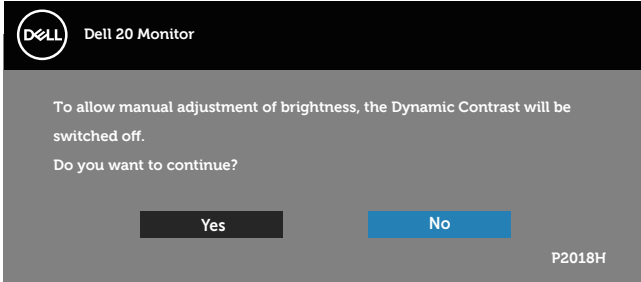 DELL
Dell 20 Monitor
To allow manual adjustment of brightness, the Dynamic Contrast will be
switched off.
Do you want to continue?
Yes
No
P2018H